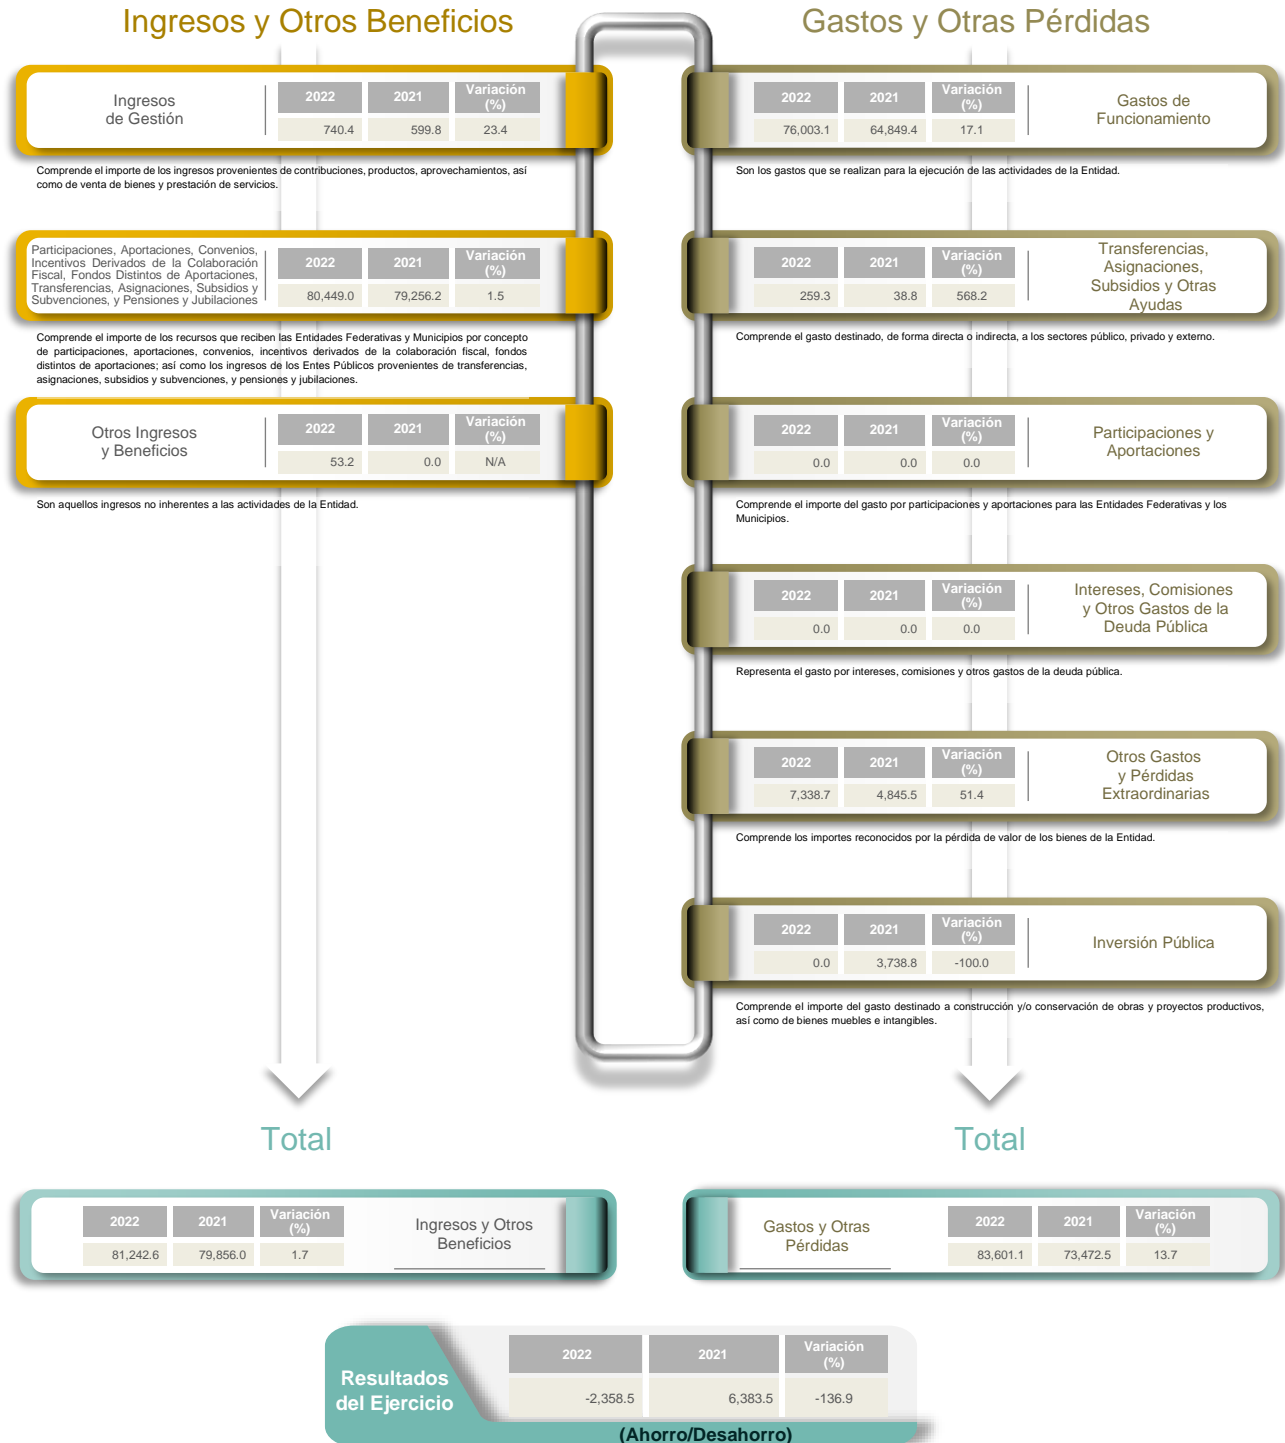 Ingresos y Otros Beneficios
Ingresos
de Gestión
2022 2021 Variación (%)
740.4 599.8 23.4
Comprende el importe de los ingresos provenientes de contribuciones, productos, aprovechamientos, así
como de venta de bienes y prestación de servicios.
Participaciones, Aportaciones, Convenios,
Incentivos Derivados de la Colaboración
Fiscal, Fondos Distintos de Aportaciones,
Transferencias, Asignaciones, Subsidios y
Subvenciones, y Pensiones y Jubilaciones
2022 2021 Variación (%)
80,449.0 79,256.2 1.5
Comprende el importe de los recursos que reciben las Entidades Federativas y Municipios por concepto
de participaciones, aportaciones, convenios, incentivos derivados de la colaboración fiscal, fondos
distintos de aportaciones; así como los ingresos de los Entes Públicos provenientes de transferencias,
asignaciones, subsidios y subvenciones, y pensiones y jubilaciones.
Otros Ingresos
y Beneficios
2022 2021 Variación (%)
53.2 0.0 N/A
Son aquellos ingresos no inherentes a las actividades de la Entidad.
Gastos y Otras Pérdidas
2022 2021 Variación (%)
76,003.1 64,849.4 17.1
Gastos de
Funcionamiento
Son los gastos que se realizan para la ejecución de las actividades de la Entidad.
2022 2021 Variación (%)
259.3 38.8 568.2
Transferencias,
Asignaciones,
Subsidios y Otras
Ayudas
Comprende el gasto destinado, de forma directa o indirecta, a los sectores público, privado y externo.
2022 2021 Variación (%)
0.0 0.0 0.0
Participaciones y
Aportaciones
Comprende el importe del gasto por participaciones y aportaciones para las Entidades Federativas y los
Municipios.
2022 2021 Variación (%)
0.0 0.0 0.0
Intereses, Comisiones
y Otros Gastos de la
Deuda Pública
Representa el gasto por intereses, comisiones y otros gastos de la deuda pública.
2022 2021 Variación (%)
7,338.7 4,845.5 51.4
Otros Gastos
y Pérdidas
Extraordinarias
Comprende los importes reconocidos por la pérdida de valor de los bienes de la Entidad.
2022 2021 Variación (%)
0.0 3,738.8 -100.0
Inversión Pública
Comprende el importe del gasto destinado a construcción y/o conservación de obras y proyectos productivos,
así como de bienes muebles e intangibles.
Total
2022 2021 Variación (%)
81,242.6 79,856.0 1.7
Ingresos y Otros
Beneficios
Total
Gastos y Otras
Pérdidas
2022 2021 Variación (%)
83,601.1 73,472.5 13.7
Resultados
del Ejercicio
2022 2021 Variación (%)
-2,358.5 6,383.5 -136.9
(Ahorro/Desahorro)